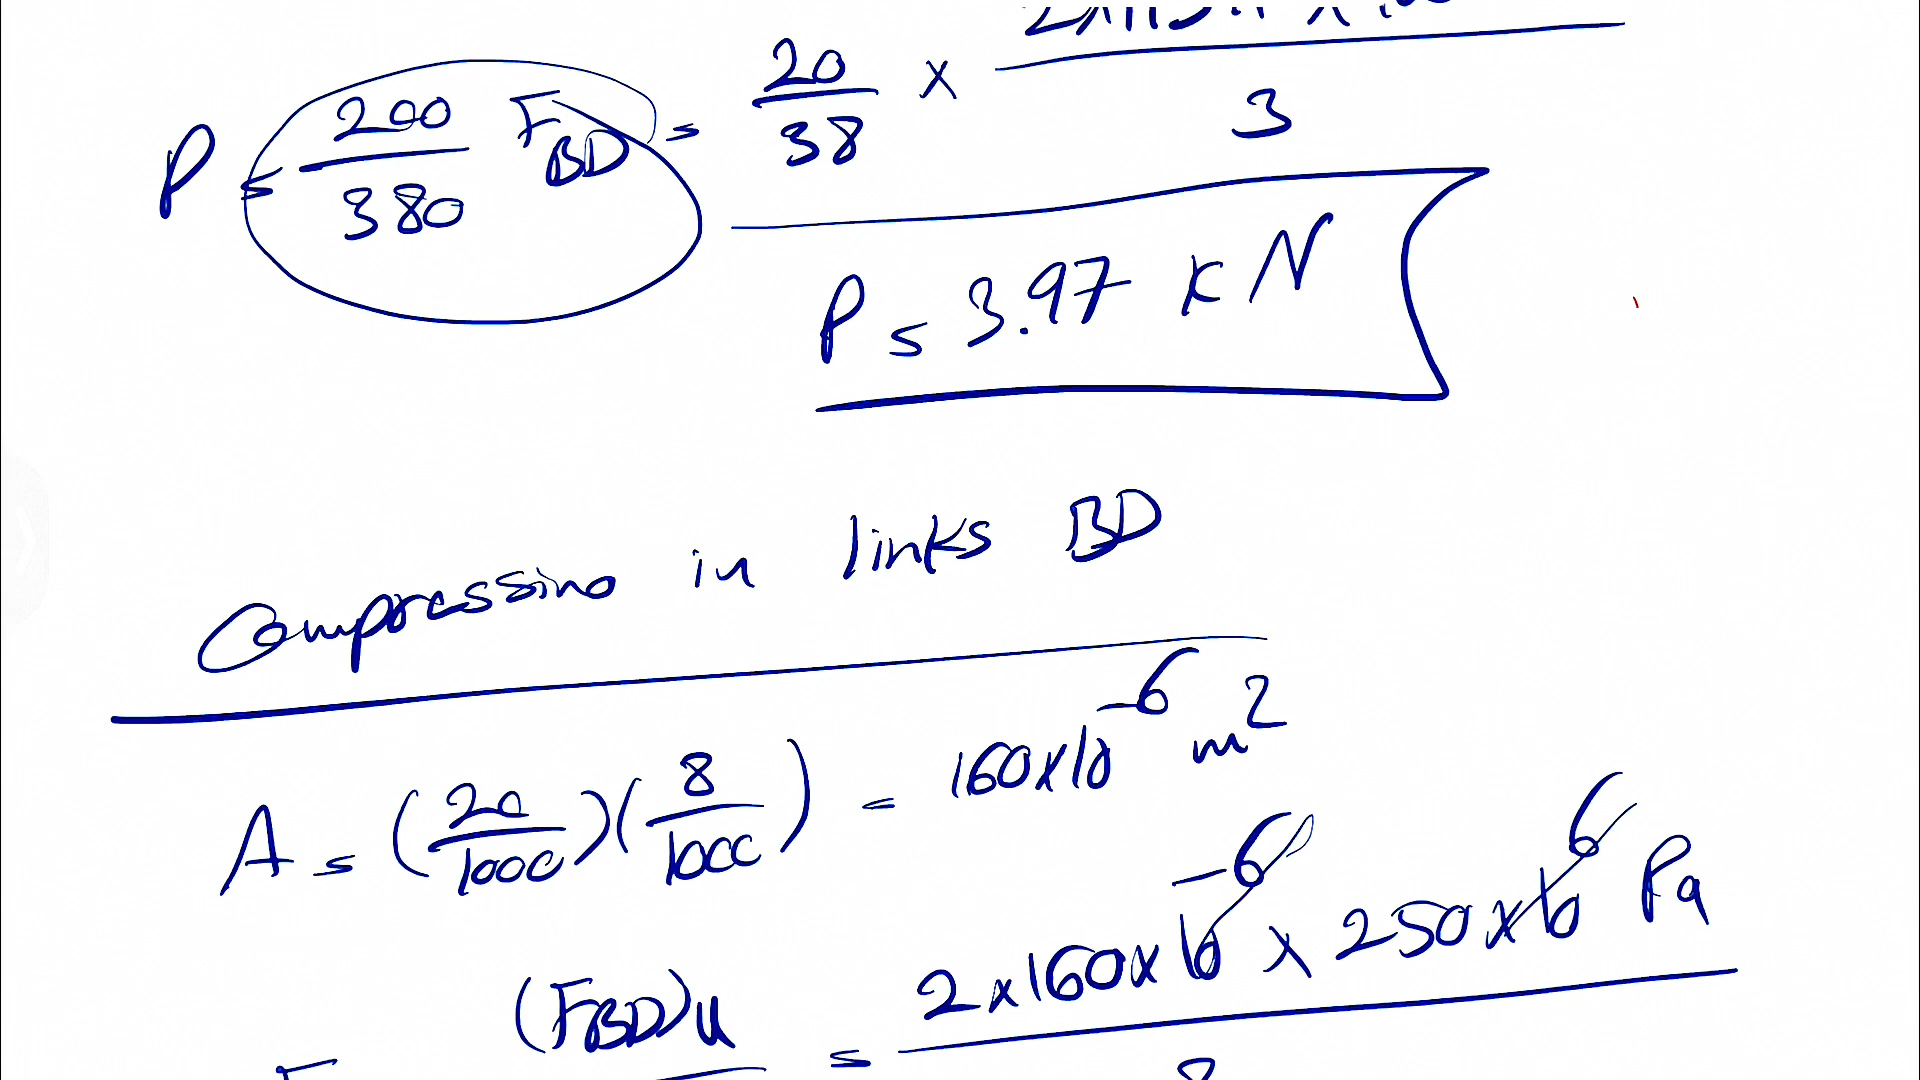 P = 200/380 F_BD = 20/38 × /3
P = 3.97 kN
Compressino in links BD
A = (20/1000)(8/1000) = 160×10^-6 m^2
(F_BD)u = 2×160×10^-6 × 250×10^6 Pa